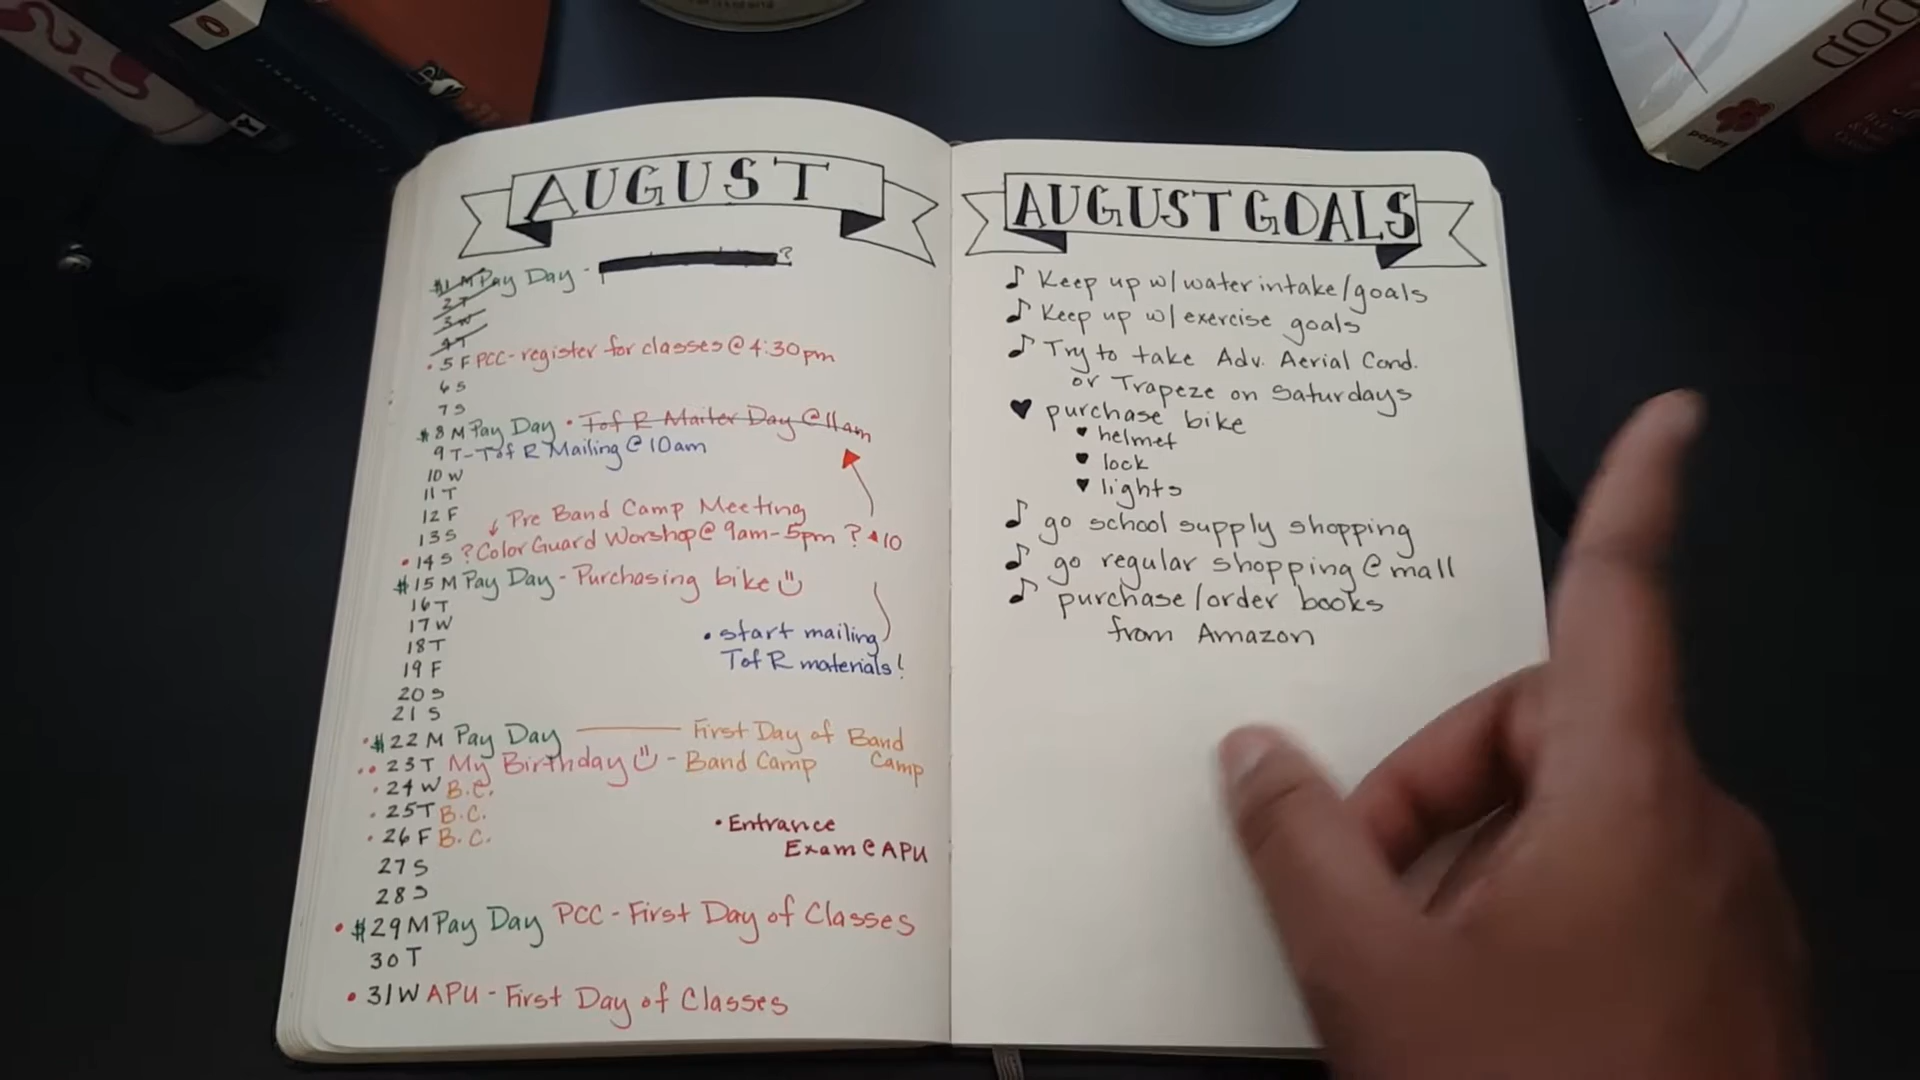 AUGUST
$1 M Pay Day - ?
2 T
3 W
4 T
• 5 F PCC - register for classes @ 4:30pm
6 S
7 S
$8 M Pay Day • Tof R Mailer Day @ 11am
9 T - Tof R Mailing @ 10am
10 W
11 T
12 F
Pre Band Camp Meeting
13 S
• 14 S ? Color Guard Worshop @ 9am-5pm ? 10
$15 M Pay Day - Purchasing bike
16 T
17 W
18 T
• start mailing
Tof R materials!
19 F
20 S
21 S
• $22 M Pay Day — First Day of Band
Camp
•• 23 T My Birthday - Band Camp
• 24 W B.C.
• 25 T B.C.
• 26 F B.C.
• Entrance
Exam @ APU
27 S
28 S
• $29 M Pay Day PCC - First Day of Classes
30 T
• 31 W APU - First Day of Classes
AUGUST GOALS
♪ Keep up w/ water intake/goals
♪ Keep up w/ exercise goals
♪ Try to take Adv. Aerial Cond.
or Trapeze on Saturdays
♥ purchase bike
♥ helmet
♥ lock
♥ lights
♪ go school supply shopping
♪ go regular shopping @ mall
♪ purchase/order books
from Amazon
PENGUIN CLASSICS
poppy